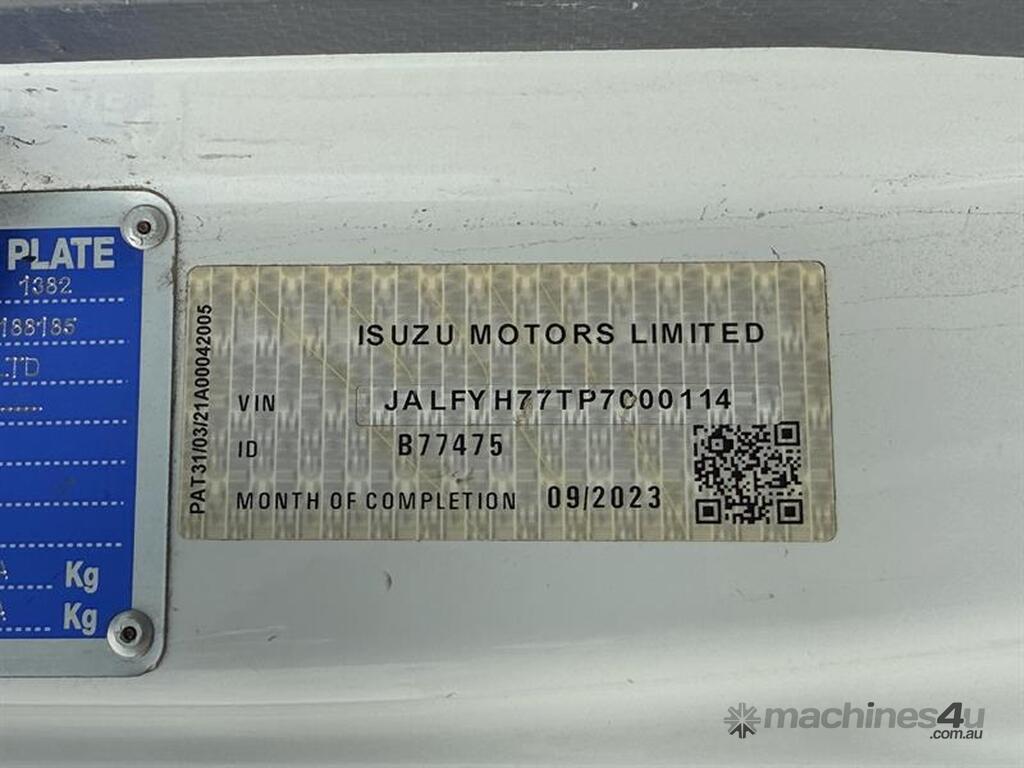 PLATE
1382
188185
LTD
Kg
Kg
PAT31/03/21A00042005
ISUZU MOTORS LIMITED
VIN JALFYH77TP7000114
ID B77475
MONTH OF COMPLETION 09/2023
machines4u
.com.au